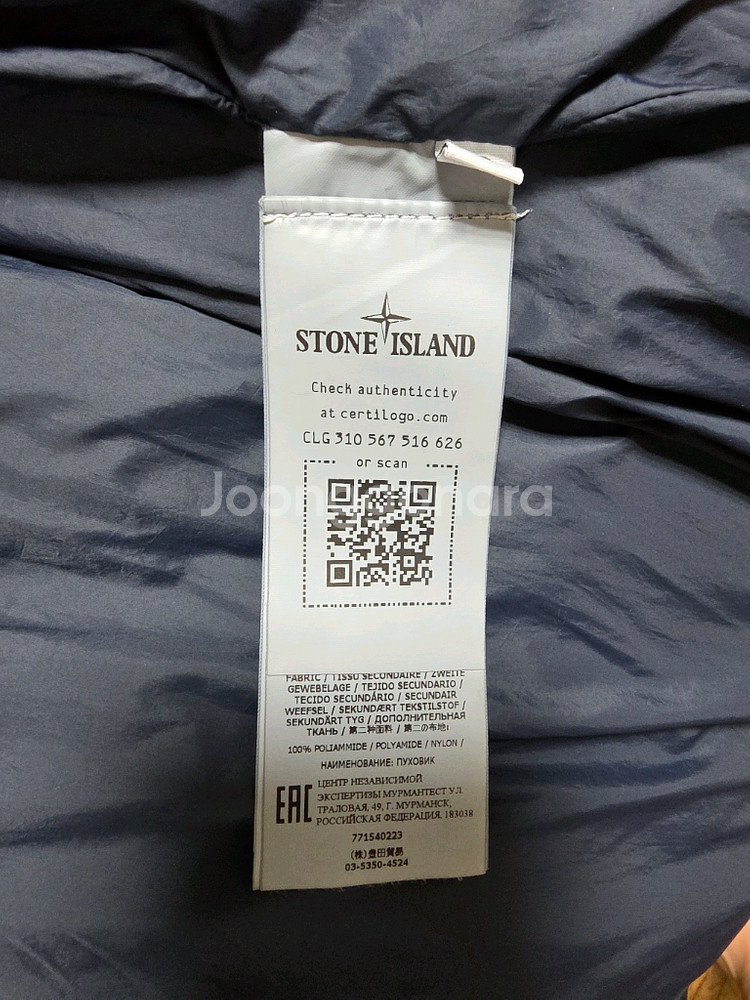 STONE ISLAND
Check authenticity
at certilogo.com
CLG 310 567 516 626
or scan
Joongonara
FABRIC / TISSU SECONDAIRE / ZWEITE
GEWEBELAGE / TEJIDO SECUNDARIO /
TECIDO SECUNDÁRIO / SECUNDAIR
WEEFSEL / SEKUNDÆRT TEKSTILSTOF /
SEKUNDÄRT TYG / ДОПОЛНИТЕЛЬНАЯ
ТКАНЬ / 第二种面料 / 第二の布地:
100% POLIAMMIDE / POLYAMIDE / NYLON /
НАИМЕНОВАНИЕ: ПУХОВИК
EAC
ЦЕНТР НЕЗАВИСИМОЙ
ЭКСПЕРТИЗЫ МУРМАНТЕСТ УЛ.
ТРАЛОВАЯ, 49, Г. МУРМАНСК,
РОССИЙСКАЯ ФЕДЕРАЦИЯ, 183038
771540223
(株)豊田貿易
03-5350-4524